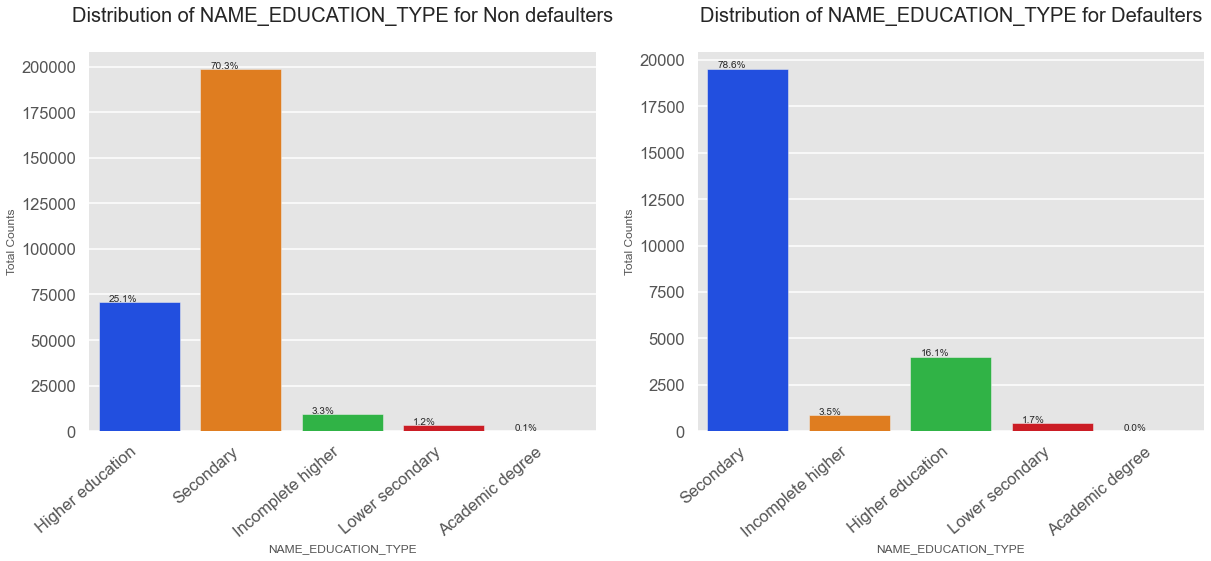 Distribution of NAME_EDUCATION_TYPE for Non defaulters
200000
175000
150000
125000
100000
75000
50000
25000
0
Total Counts
25.1%
70.3%
3.3%
1.2%
0.1%
Higher education
Secondary
Incomplete higher
Lower secondary
Academic degree
NAME_EDUCATION_TYPE
Distribution of NAME_EDUCATION_TYPE for Defaulters
20000
17500
15000
12500
10000
7500
5000
2500
0
Total Counts
78.6%
3.5%
16.1%
1.7%
0.0%
Secondary
Incomplete higher
Higher education
Lower secondary
Academic degree
NAME_EDUCATION_TYPE